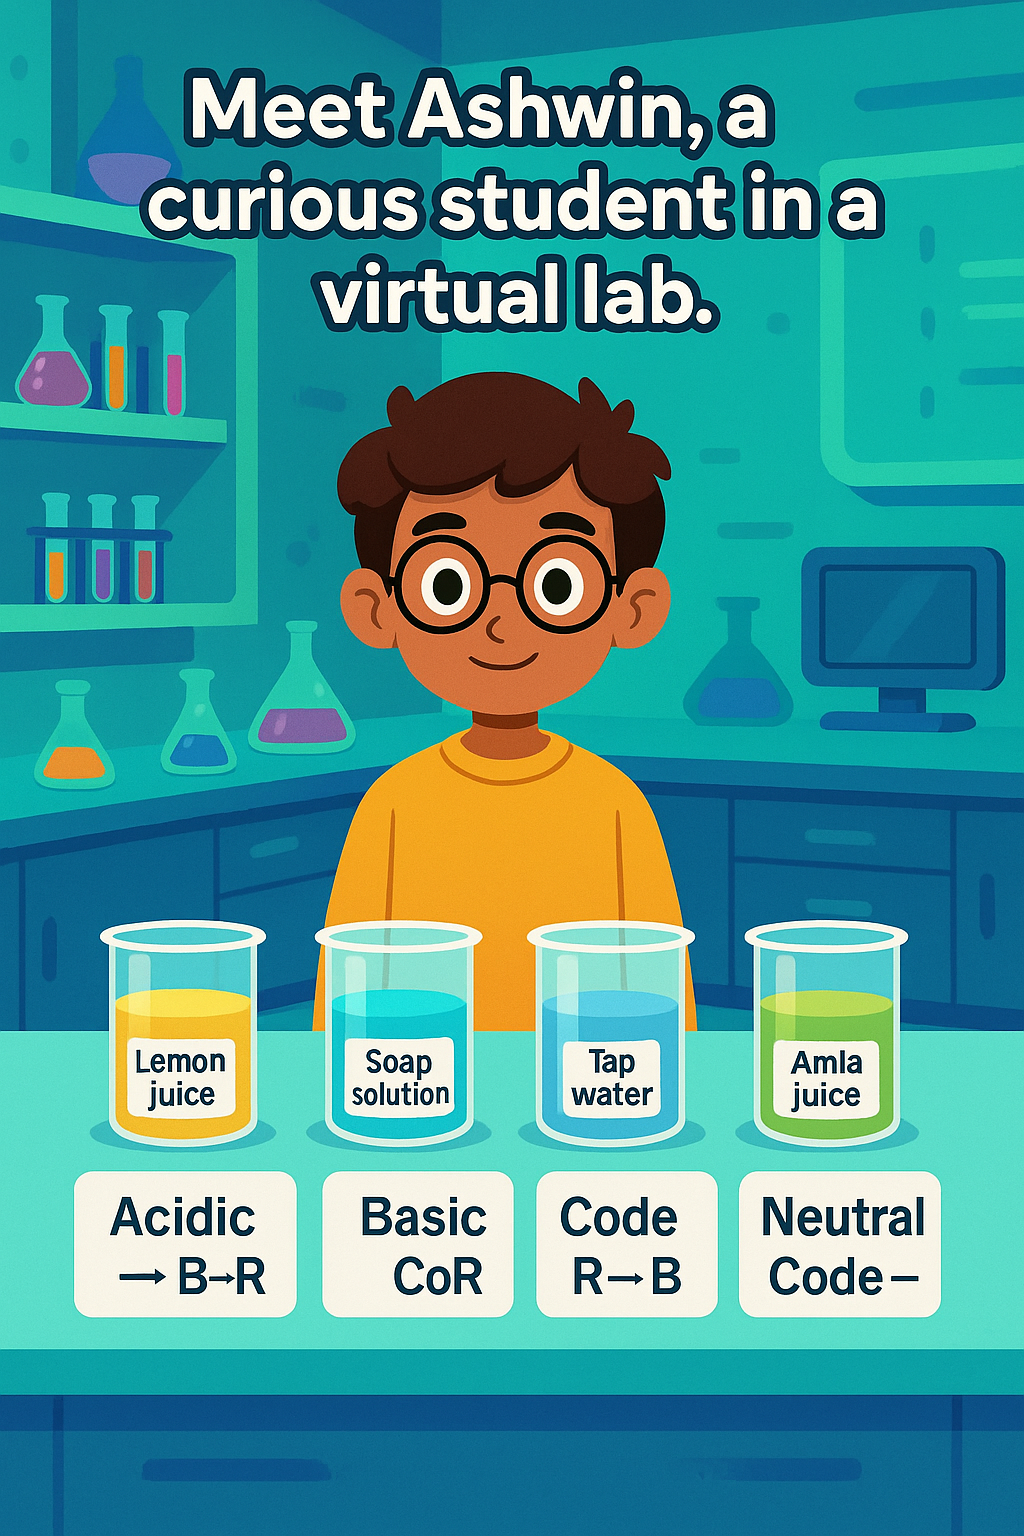 Meet Ashwin, a
curious student in a
virtual lab.
Lemon
juice
Soap
solution
Tap
water
Amla
juice
Acidic
→ B→R
Basic
CoR
Code
R→B
Neutral
Code –